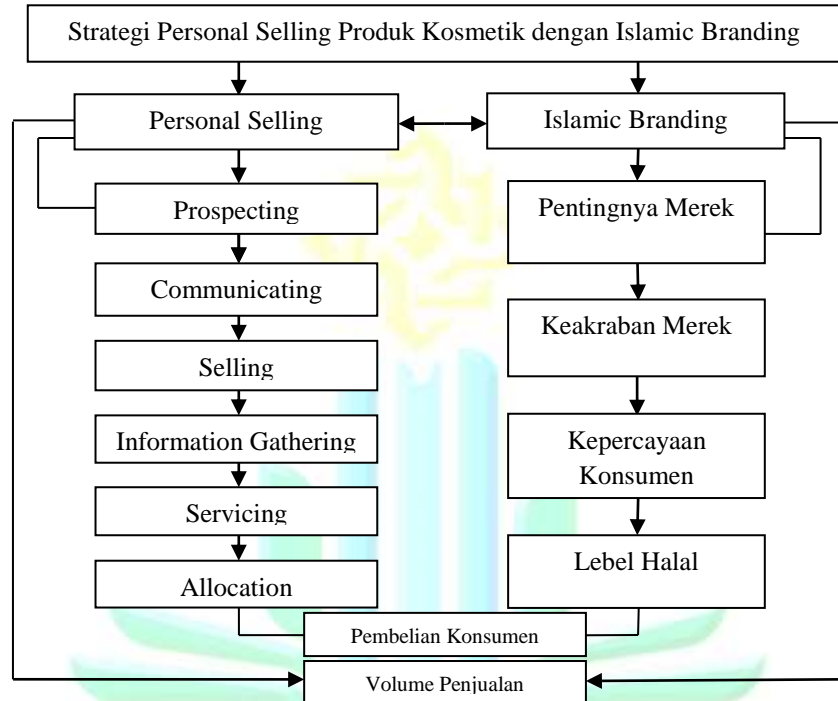 Strategi Personal Selling Produk Kosmetik dengan Islamic Branding
Personal Selling
Islamic Branding
Prospecting
Pentingnya Merek
Communicating
Keakraban Merek
Selling
Information Gathering
Kepercayaan
Konsumen
Servicing
Lebel Halal
Allocation
Pembelian Konsumen
Volume Penjualan